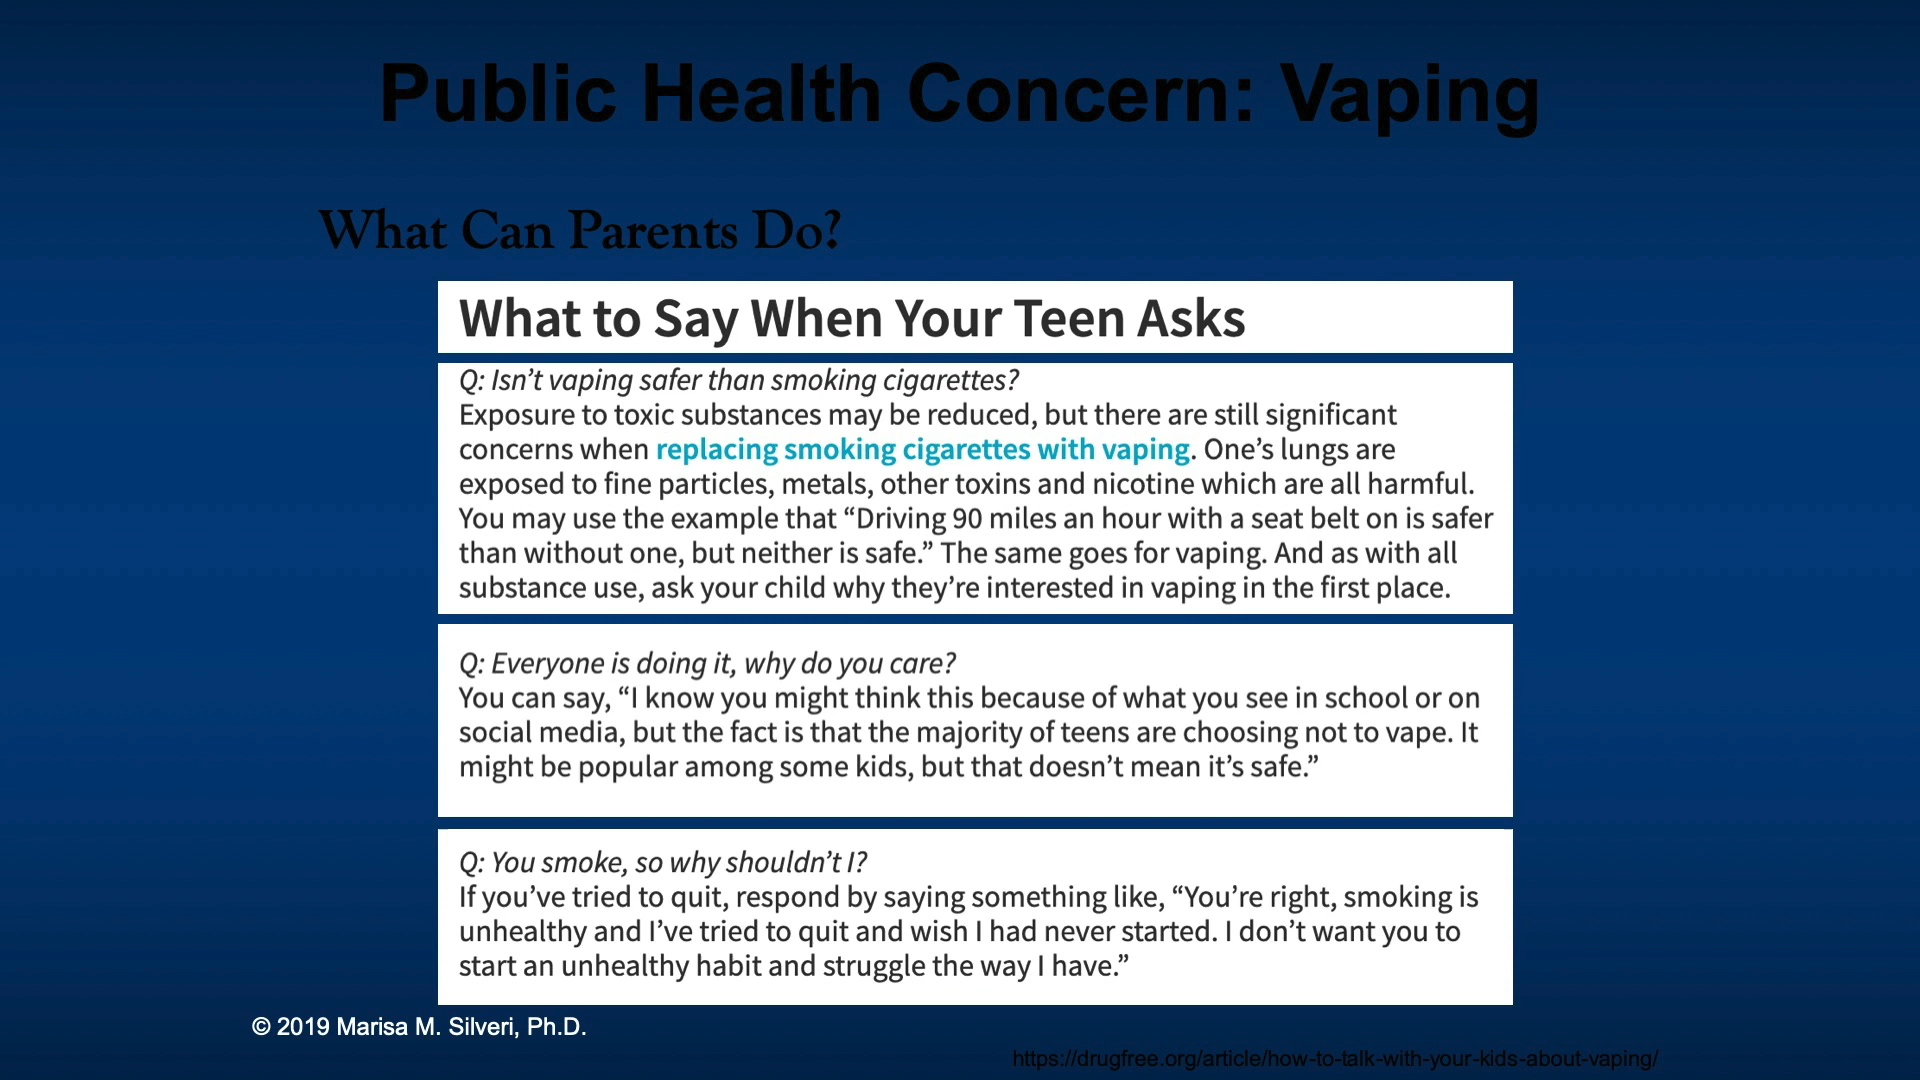 Public Health Concern: Vaping
What Can Parents Do?
What to Say When Your Teen Asks
Q: Isn’t vaping safer than smoking cigarettes?
Exposure to toxic substances may be reduced, but there are still significant
concerns when replacing smoking cigarettes with vaping. One’s lungs are
exposed to fine particles, metals, other toxins and nicotine which are all harmful.
You may use the example that “Driving 90 miles an hour with a seat belt on is safer
than without one, but neither is safe.” The same goes for vaping. And as with all
substance use, ask your child why they’re interested in vaping in the first place.
Q: Everyone is doing it, why do you care?
You can say, “I know you might think this because of what you see in school or on
social media, but the fact is that the majority of teens are choosing not to vape. It
might be popular among some kids, but that doesn’t mean it’s safe.”
Q: You smoke, so why shouldn’t I?
If you’ve tried to quit, respond by saying something like, “You’re right, smoking is
unhealthy and I’ve tried to quit and wish I had never started. I don’t want you to
start an unhealthy habit and struggle the way I have.”
© 2019 Marisa M. Silveri, Ph.D.
https://drugfree.org/article/how-to-talk-with-your-kids-about-vaping/